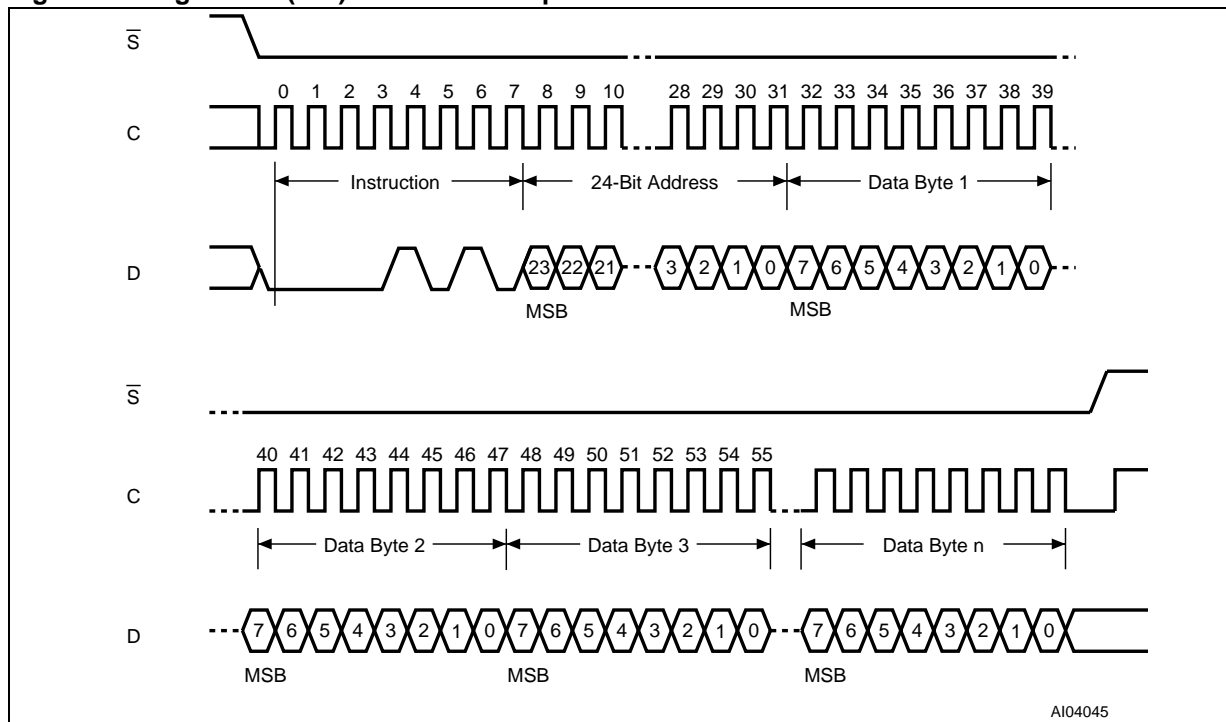 S
0 1 2 3 4 5 6 7 8 9 10 28 29 30 31 32 33 34 35 36 37 38 39
C
Instruction 24-Bit Address Data Byte 1
D 23 22 21 3 2 1 0 7 6 5 4 3 2 1 0
MSB MSB
S
40 41 42 43 44 45 46 47 48 49 50 51 52 53 54 55
C
Data Byte 2 Data Byte 3 Data Byte n
D 7 6 5 4 3 2 1 0 7 6 5 4 3 2 1 0 7 6 5 4 3 2 1 0
MSB MSB MSB
AI04045